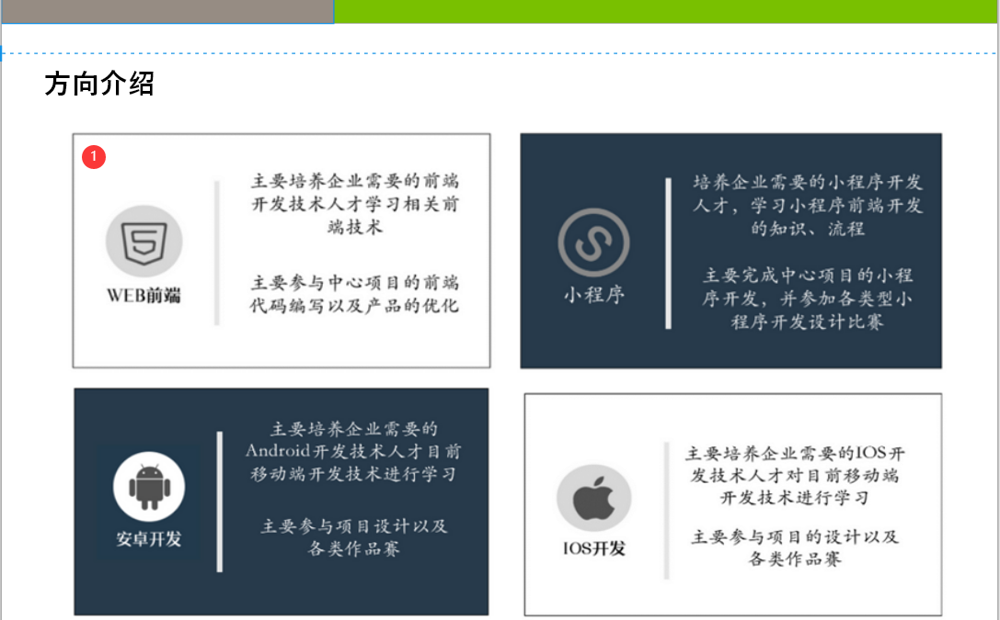 方向介绍
1
主要培养企业需要的前端
开发技术人才学习相关前
端技术
主要参与中心项目的前端
代码编写以及产品的优化
WEB前端
培养企业需要的小程序开发
人才，学习小程序前端开发
的知识、流程
主要完成中心项目的小程
序开发，并参加各类型小
程序开发设计比赛
小程序
主要培养企业需要的
Android开发技术人才目前
移动端开发技术进行学习
主要参与项目设计以及
各类作品赛
安卓开发
主要培养企业需要的IOS开
发技术人才对目前移动端
开发技术进行学习
主要参与项目的设计以及
各类作品赛
IOS开发